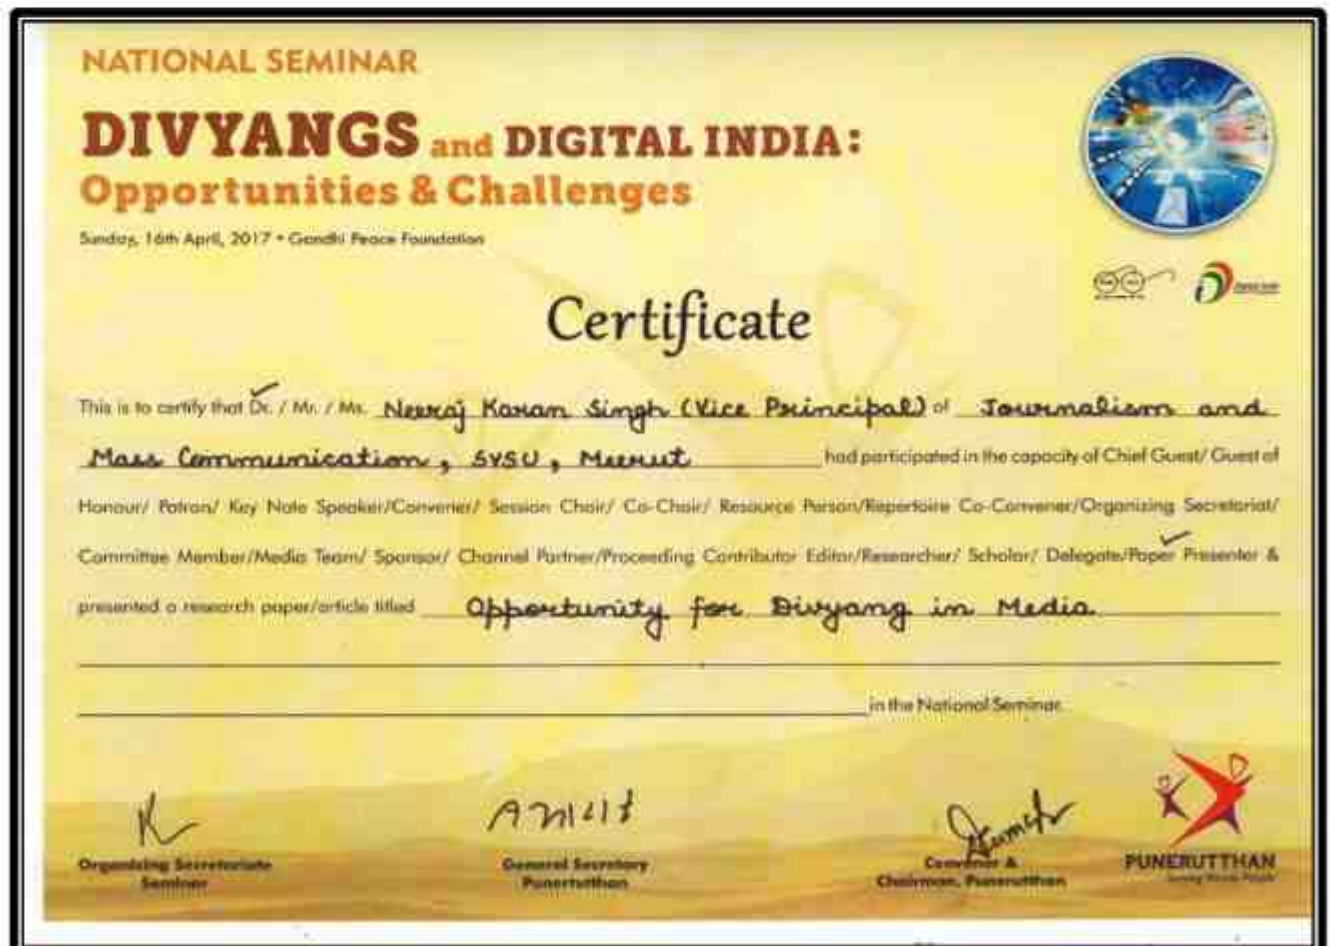 NATIONAL SEMINAR
DIVYANGS and DIGITAL INDIA:
Opportunities & Challenges
Sunday, 16th April, 2017 • Gandhi Peace Foundation
Certificate
This is to certify that Dr. / Mr. / Ms. Neeraj Karan Singh (Vice Principal) of Journalism and
Mass Communication, SVSU, Meerut had participated in the capacity of Chief Guest/ Guest of
Honour/ Patron/ Key Note Speaker/Convener/ Session Chair/ Co-Chair/ Resource Person/Repertoire Co-Convener/Organizing Secretariat/
Committee Member/Media Team/ Sponsor/ Channel Partner/Proceeding Contributor Editor/Researcher/ Scholar/ Delegate/Paper Presenter &
presented a research paper/article titled Opportunity for Divyang in Media
in the National Seminar.
Organizing Secretariate
Seminar
General Secretary
Punerutthan
Convenor &
Chairman, Punerutthan
PUNERUTTHAN